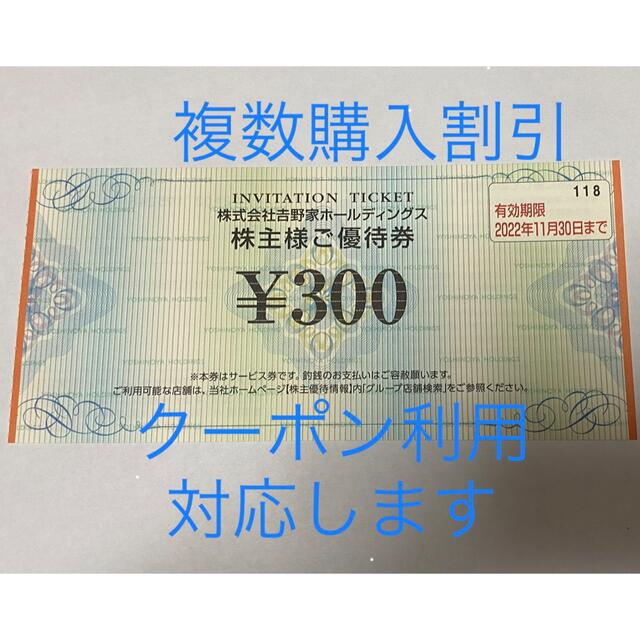 複数購入割引
INVITATION TICKET
118
株式会社吉野家ホールディングス
有効期限
株主様ご優待券
2022年11月30日まで
¥300
※本券はサービス券です。釣銭のお支払いはご容赦願います。
ご利用可能な店舗は、当社ホームページ【株主優待情報】内「グループ店舗検索」をご参照ください。
クーポン利用
対応します
YOSHINOYA HOLDINGS